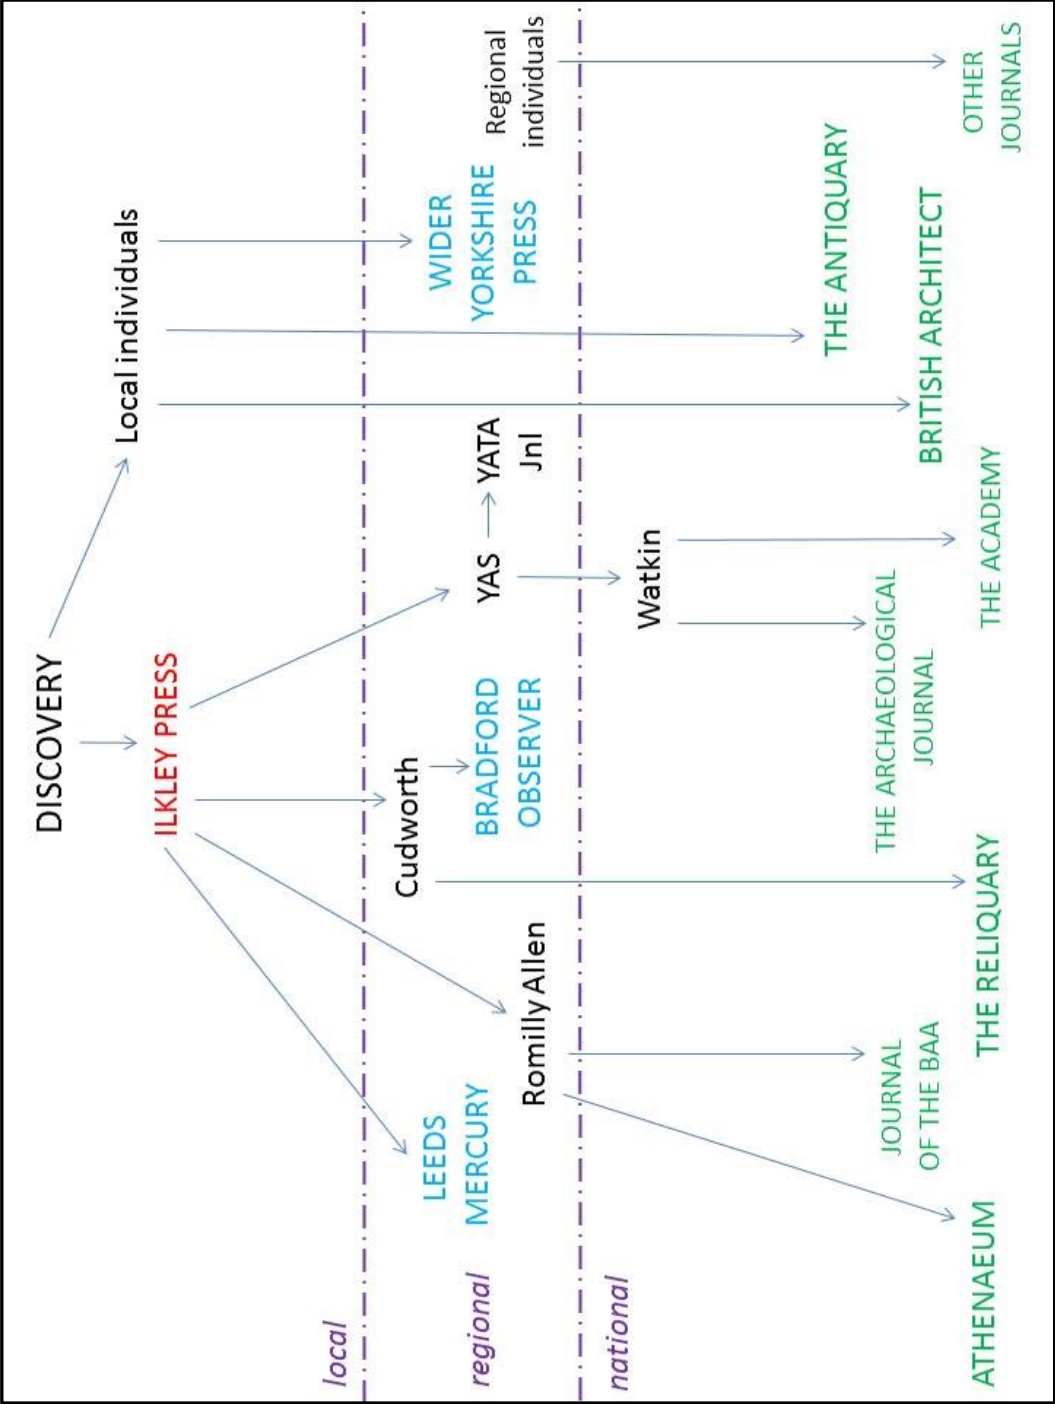 DISCOVERY
Local individuals
ILKLEY PRESS
local
Cudworth
LEEDS
MERCURY
WIDER
YORKSHIRE
PRESS
regional
BRADFORD
OBSERVER
YAS
YATA
Jnl
Regional
individuals
Romilly Allen
national
Watkin
THE ANTIQUARY
JOURNAL
OF THE BAA
THE ARCHAEOLOGICAL
JOURNAL
BRITISH ARCHITECT
ATHENAEUM
THE RELIQUARY
THE ACADEMY
OTHER
JOURNALS